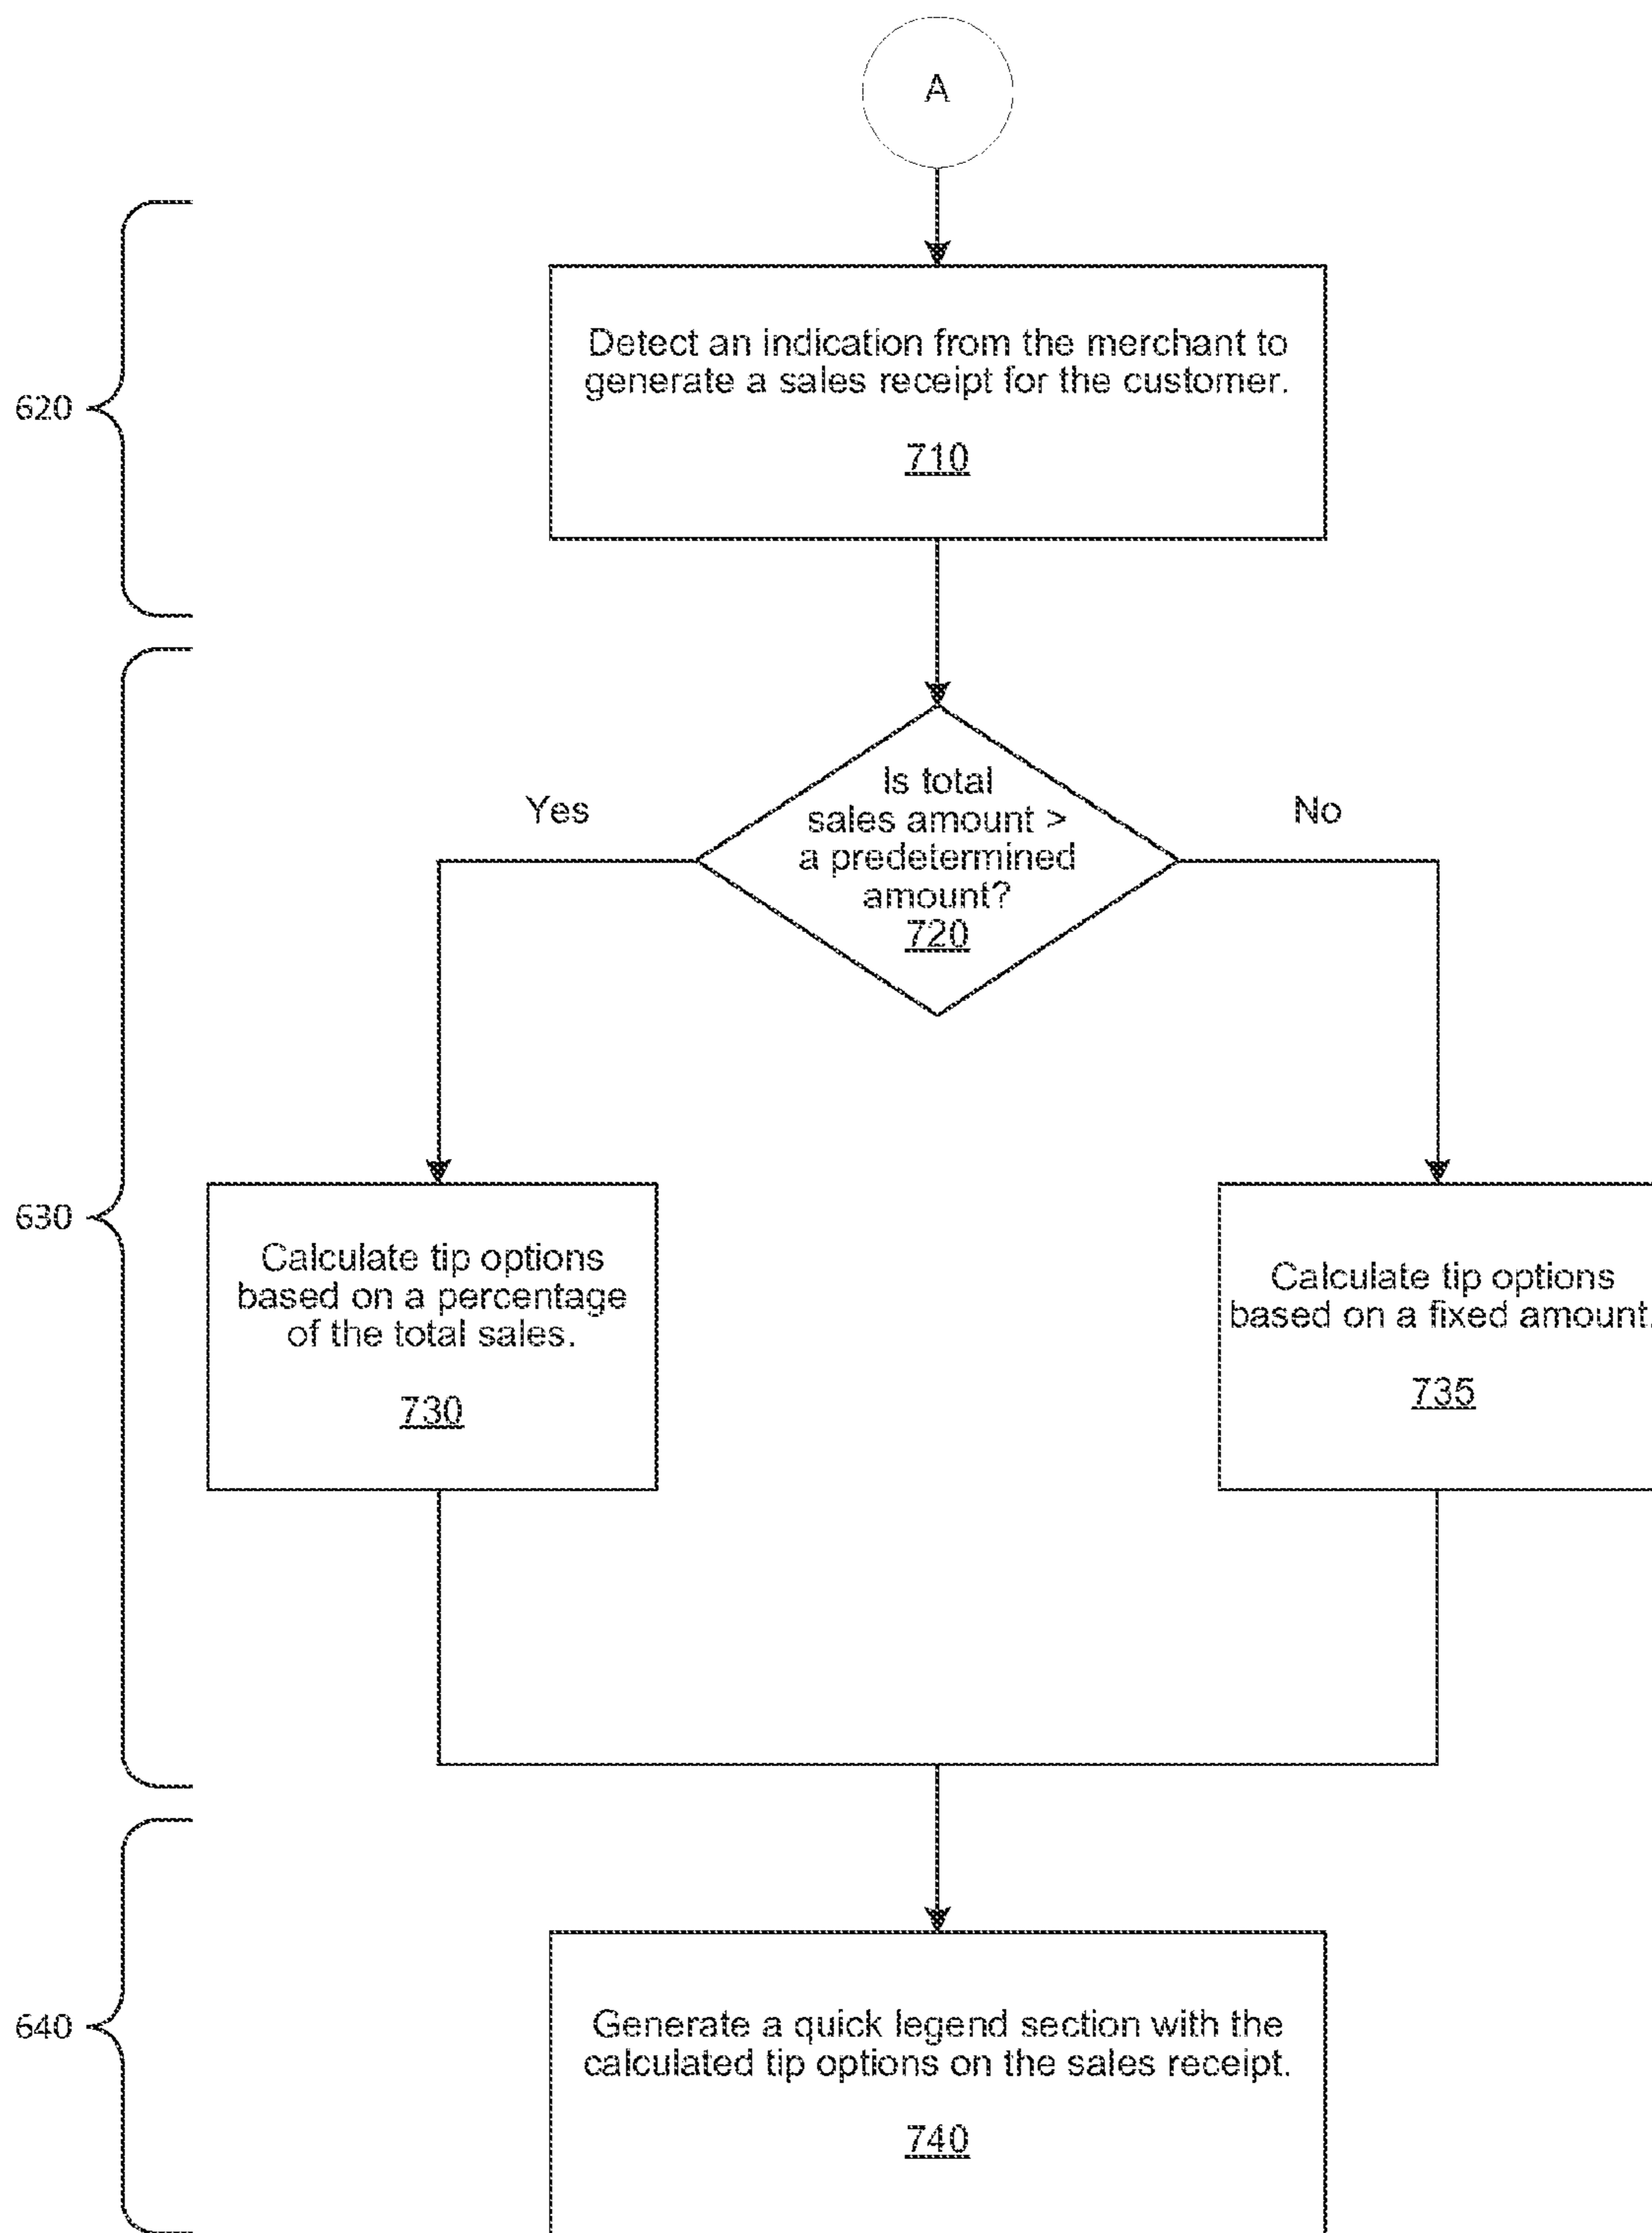 A
Detect an indication from the merchant to
generate a sales receipt for the customer.
710
620
Is total
sales amount >
a predetermined
amount?
720
Yes
No
630
Calculate tip options
based on a percentage
of the total sales.
730
Calculate tip options
based on a fixed amount.
735
640
Generate a quick legend section with the
calculated tip options on the sales receipt.
740